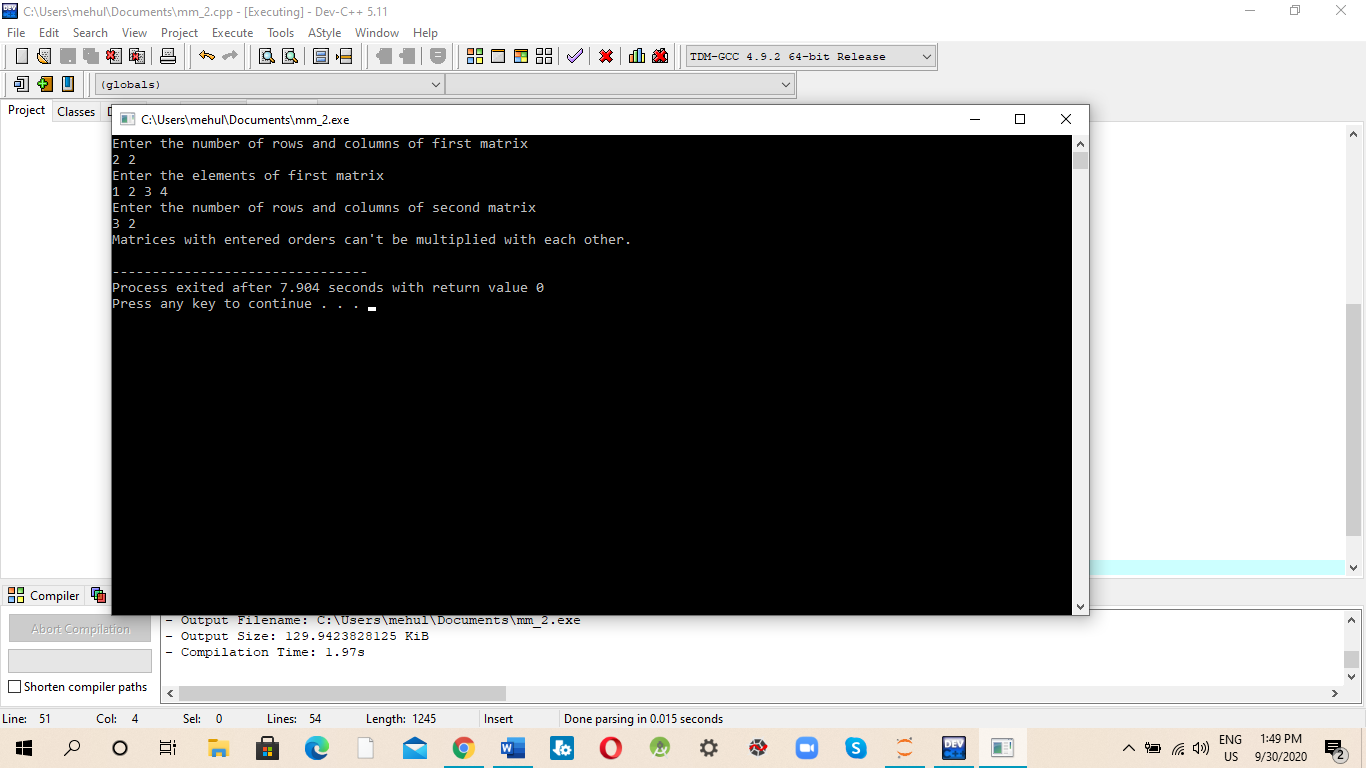 C:\Users\mehul\Documents\mm_2.cpp - [Executing] - Dev-C++ 5.11
File Edit Search View Project Execute Tools AStyle Window Help
TDM-GCC 4.9.2 64-bit Release
(globals)
Project Classes
C:\Users\mehul\Documents\mm_2.exe
Enter the number of rows and columns of first matrix
2 2
Enter the elements of first matrix
1 2 3 4
Enter the number of rows and columns of second matrix
3 2
Matrices with entered orders can't be multiplied with each other.
--------------------------------
Process exited after 7.904 seconds with return value 0
Press any key to continue . . .
Compiler
Abort Compilation
Shorten compiler paths
- Output Filename: C:\Users\mehul\Documents\mm_2.exe
- Output Size: 129.9423828125 KiB
- Compilation Time: 1.97s
Line: 51 Col: 4 Sel: 0 Lines: 54 Length: 1245 Insert Done parsing in 0.015 seconds
DEV
ENG
US
1:49 PM
9/30/2020
2